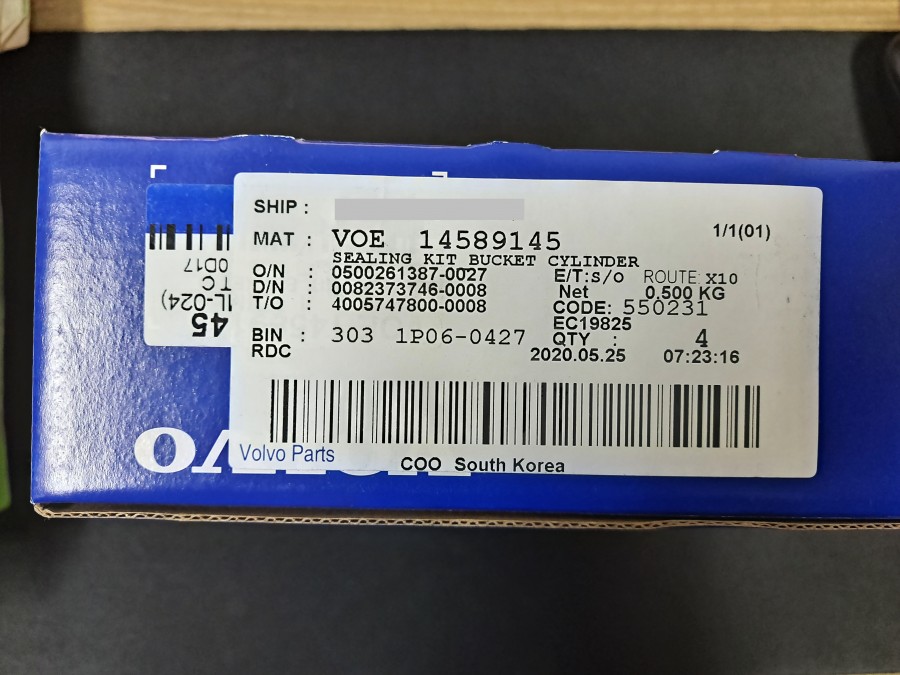 SHIP :
MAT : VOE 14589145 1/1(01)
SEALING KIT BUCKET CYLINDER
O/N : 0500261387-0027 E/T:s/o ROUTE X10
D/N : 0082373746-0008 Net 0.500 KG
T/O : 4005747800-0008 CODE: 550231
EC19825
BIN : 303 1P06-0427 QTY : 4
RDC 2020.05.25 07:23:16
Volvo Parts
COO South Korea
45
1L-024)
TC
0D17